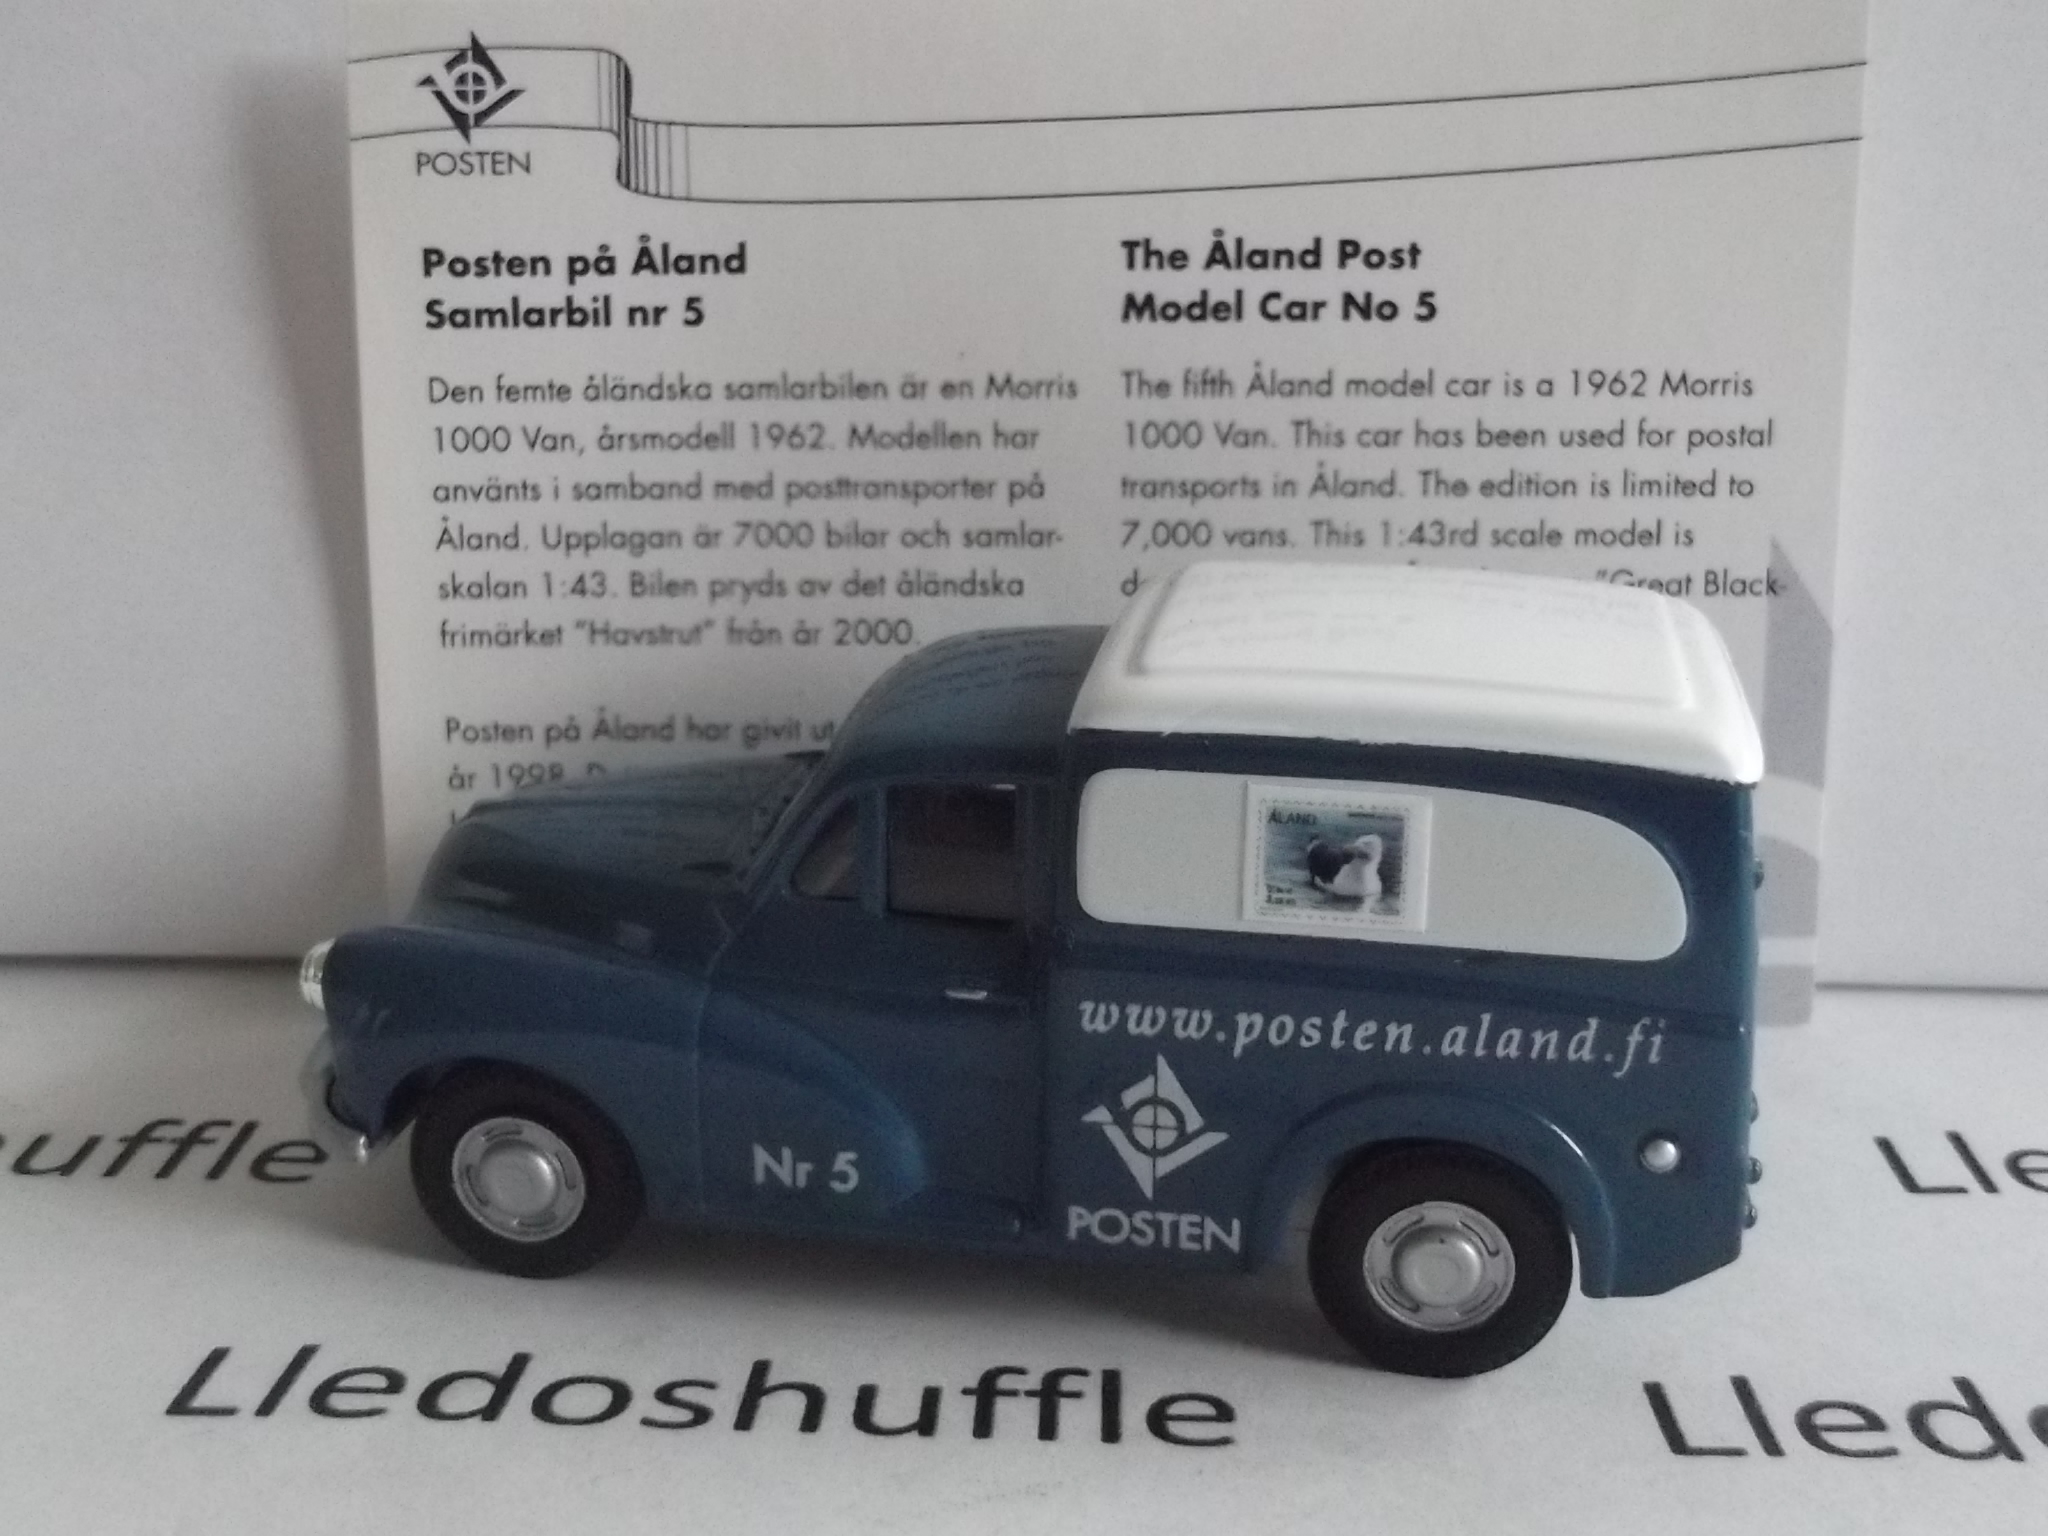 POSTEN
Posten på Åland
Samlarbil nr 5
Den femte åländska samlarbilen är en Morris
1000 Van, årsmodell 1962. Modellen har
använts i samband med posttransporter på
Åland. Upplagan är 7000 bilar och samlar-
skalan 1:43. Bilen pryds av det åländska
frimärket "Havstrut" från år 2000.
Posten på Åland har givit ut
år 1998.
The Åland Post
Model Car No 5
The fifth Åland model car is a 1962 Morris
1000 Van. This car has been used for postal
transports in Åland. The edition is limited to
7,000 vans. This 1:43rd scale model is
"Great Black-
ÅLAND
www.posten.aland.fi
Nr 5
POSTEN
uffle
Lle
Lledoshuffle
Lled